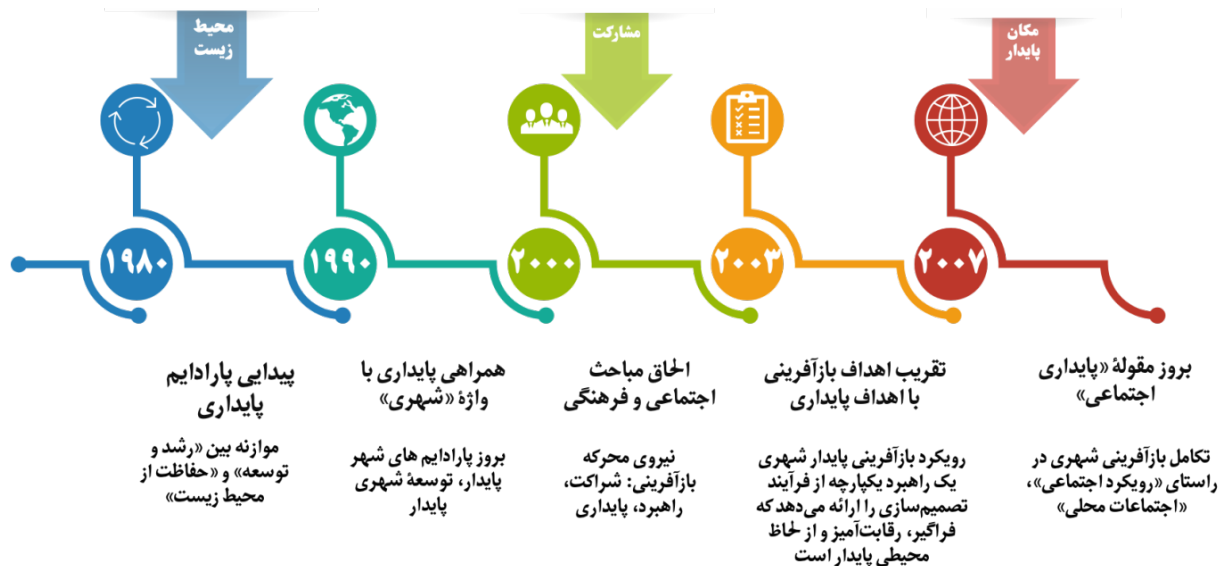 محیط
زیست
مشارکت
مکان
پایدار
۱۹۸۰
۱۹۹۰
۲۰۰۰
۲۰۰۳
۲۰۰۷
پیدایی پارادایم
پایداری
موازنه بین «رشد و
توسعه» و «حفاظت از
محیط زیست»
همراهی پایداری با
واژهٔ «شهری»
بروز پارادایم های شهر
پایدار، توسعهٔ شهری
پایدار
الحاق مباحث
اجتماعی و فرهنگی
نیروی محرکه
بازآفرینی: شراکت،
راهبرد، پایداری
تقریب اهداف بازآفرینی
با اهداف پایداری
رویکرد بازآفرینی پایدار شهری
یک راهبرد یکپارچه از فرآیند
تصمیم‌سازی را ارائه می‌دهد که
فراگیر، رقابت‌آمیز و از لحاظ
محیطی پایدار است
بروز مقولهٔ «پایداری
اجتماعی»
تکامل بازآفرینی شهری در
راستای «رویکرد اجتماعی»،
«اجتماعات محلی»